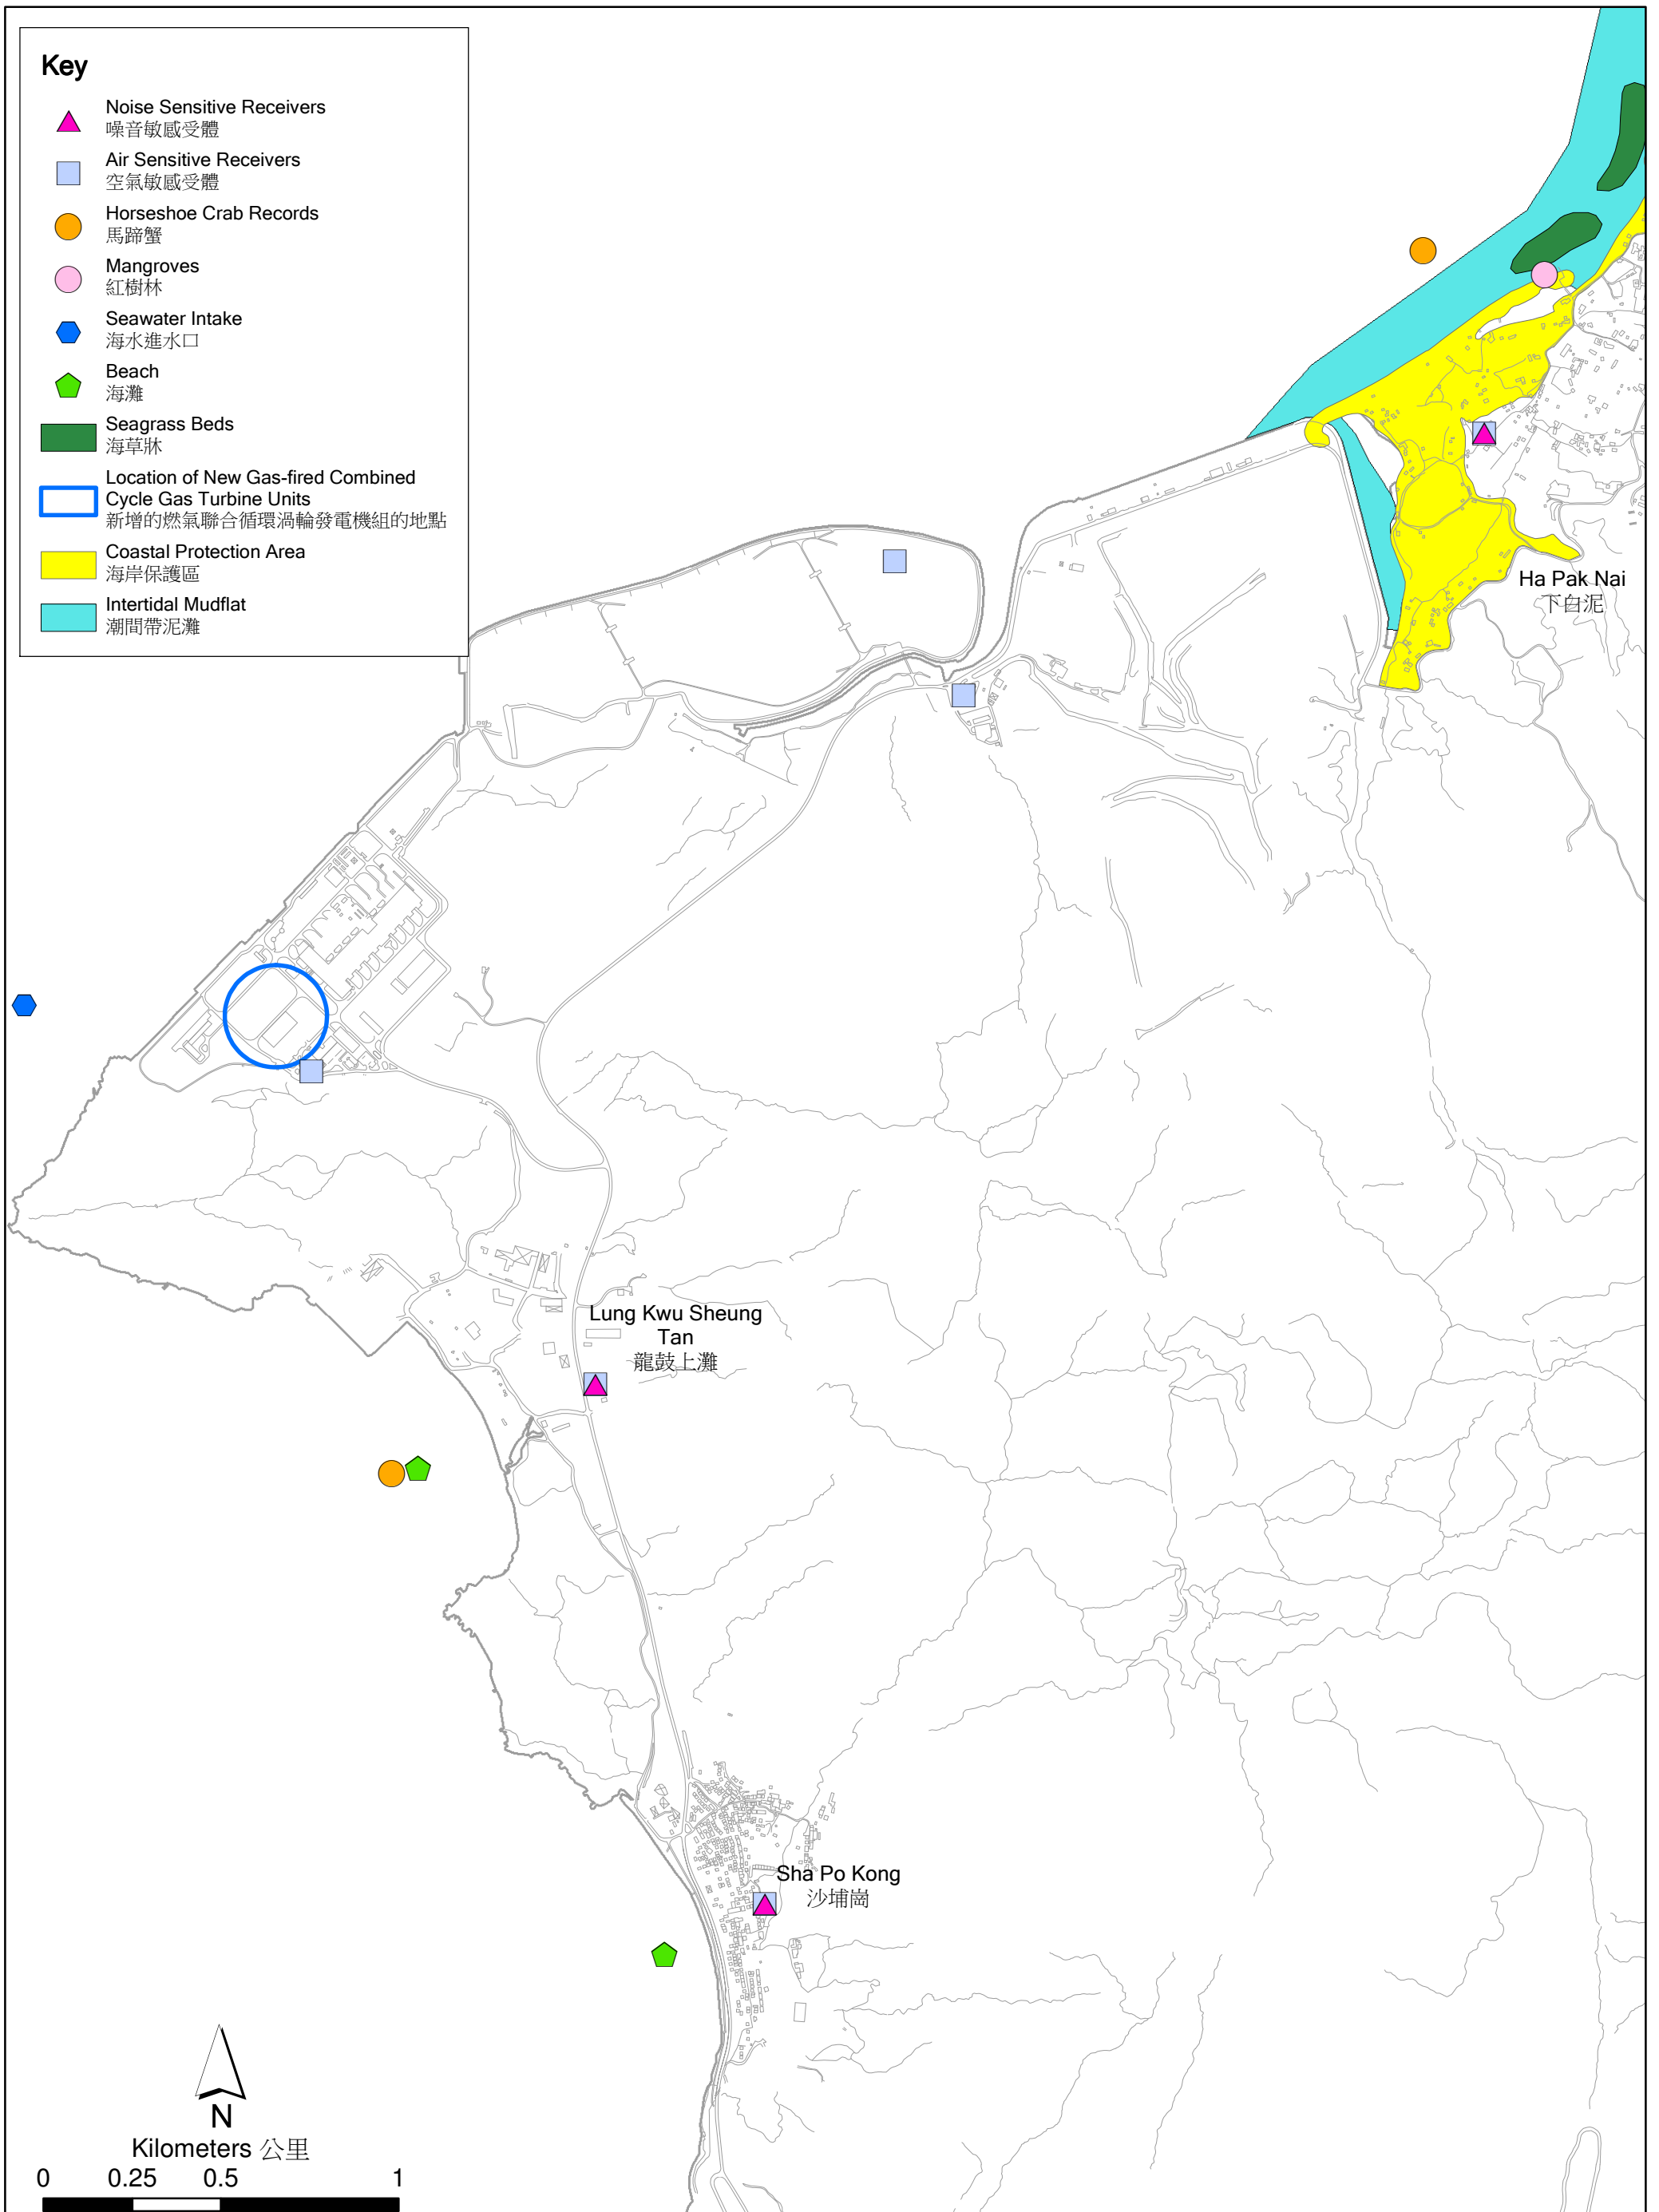 Key
Noise Sensitive Receivers
噪音敏感受體
Air Sensitive Receivers
空氣敏感受體
Horseshoe Crab Records
馬蹄蟹
Mangroves
紅樹林
Seawater Intake
海水進水口
Beach
海灘
Seagrass Beds
海草牀
Location of New Gas-fired Combined
Cycle Gas Turbine Units
新增的燃氣聯合循環渦輪發電機組的地點
Coastal Protection Area
海岸保護區
Intertidal Mudflat
潮間帶泥灘
Ha Pak Nai
下白泥
Lung Kwu Sheung
Tan
龍鼓上灘
Sha Po Kong
沙埔崗
N
Kilometers 公里
0 0.25 0.5 1